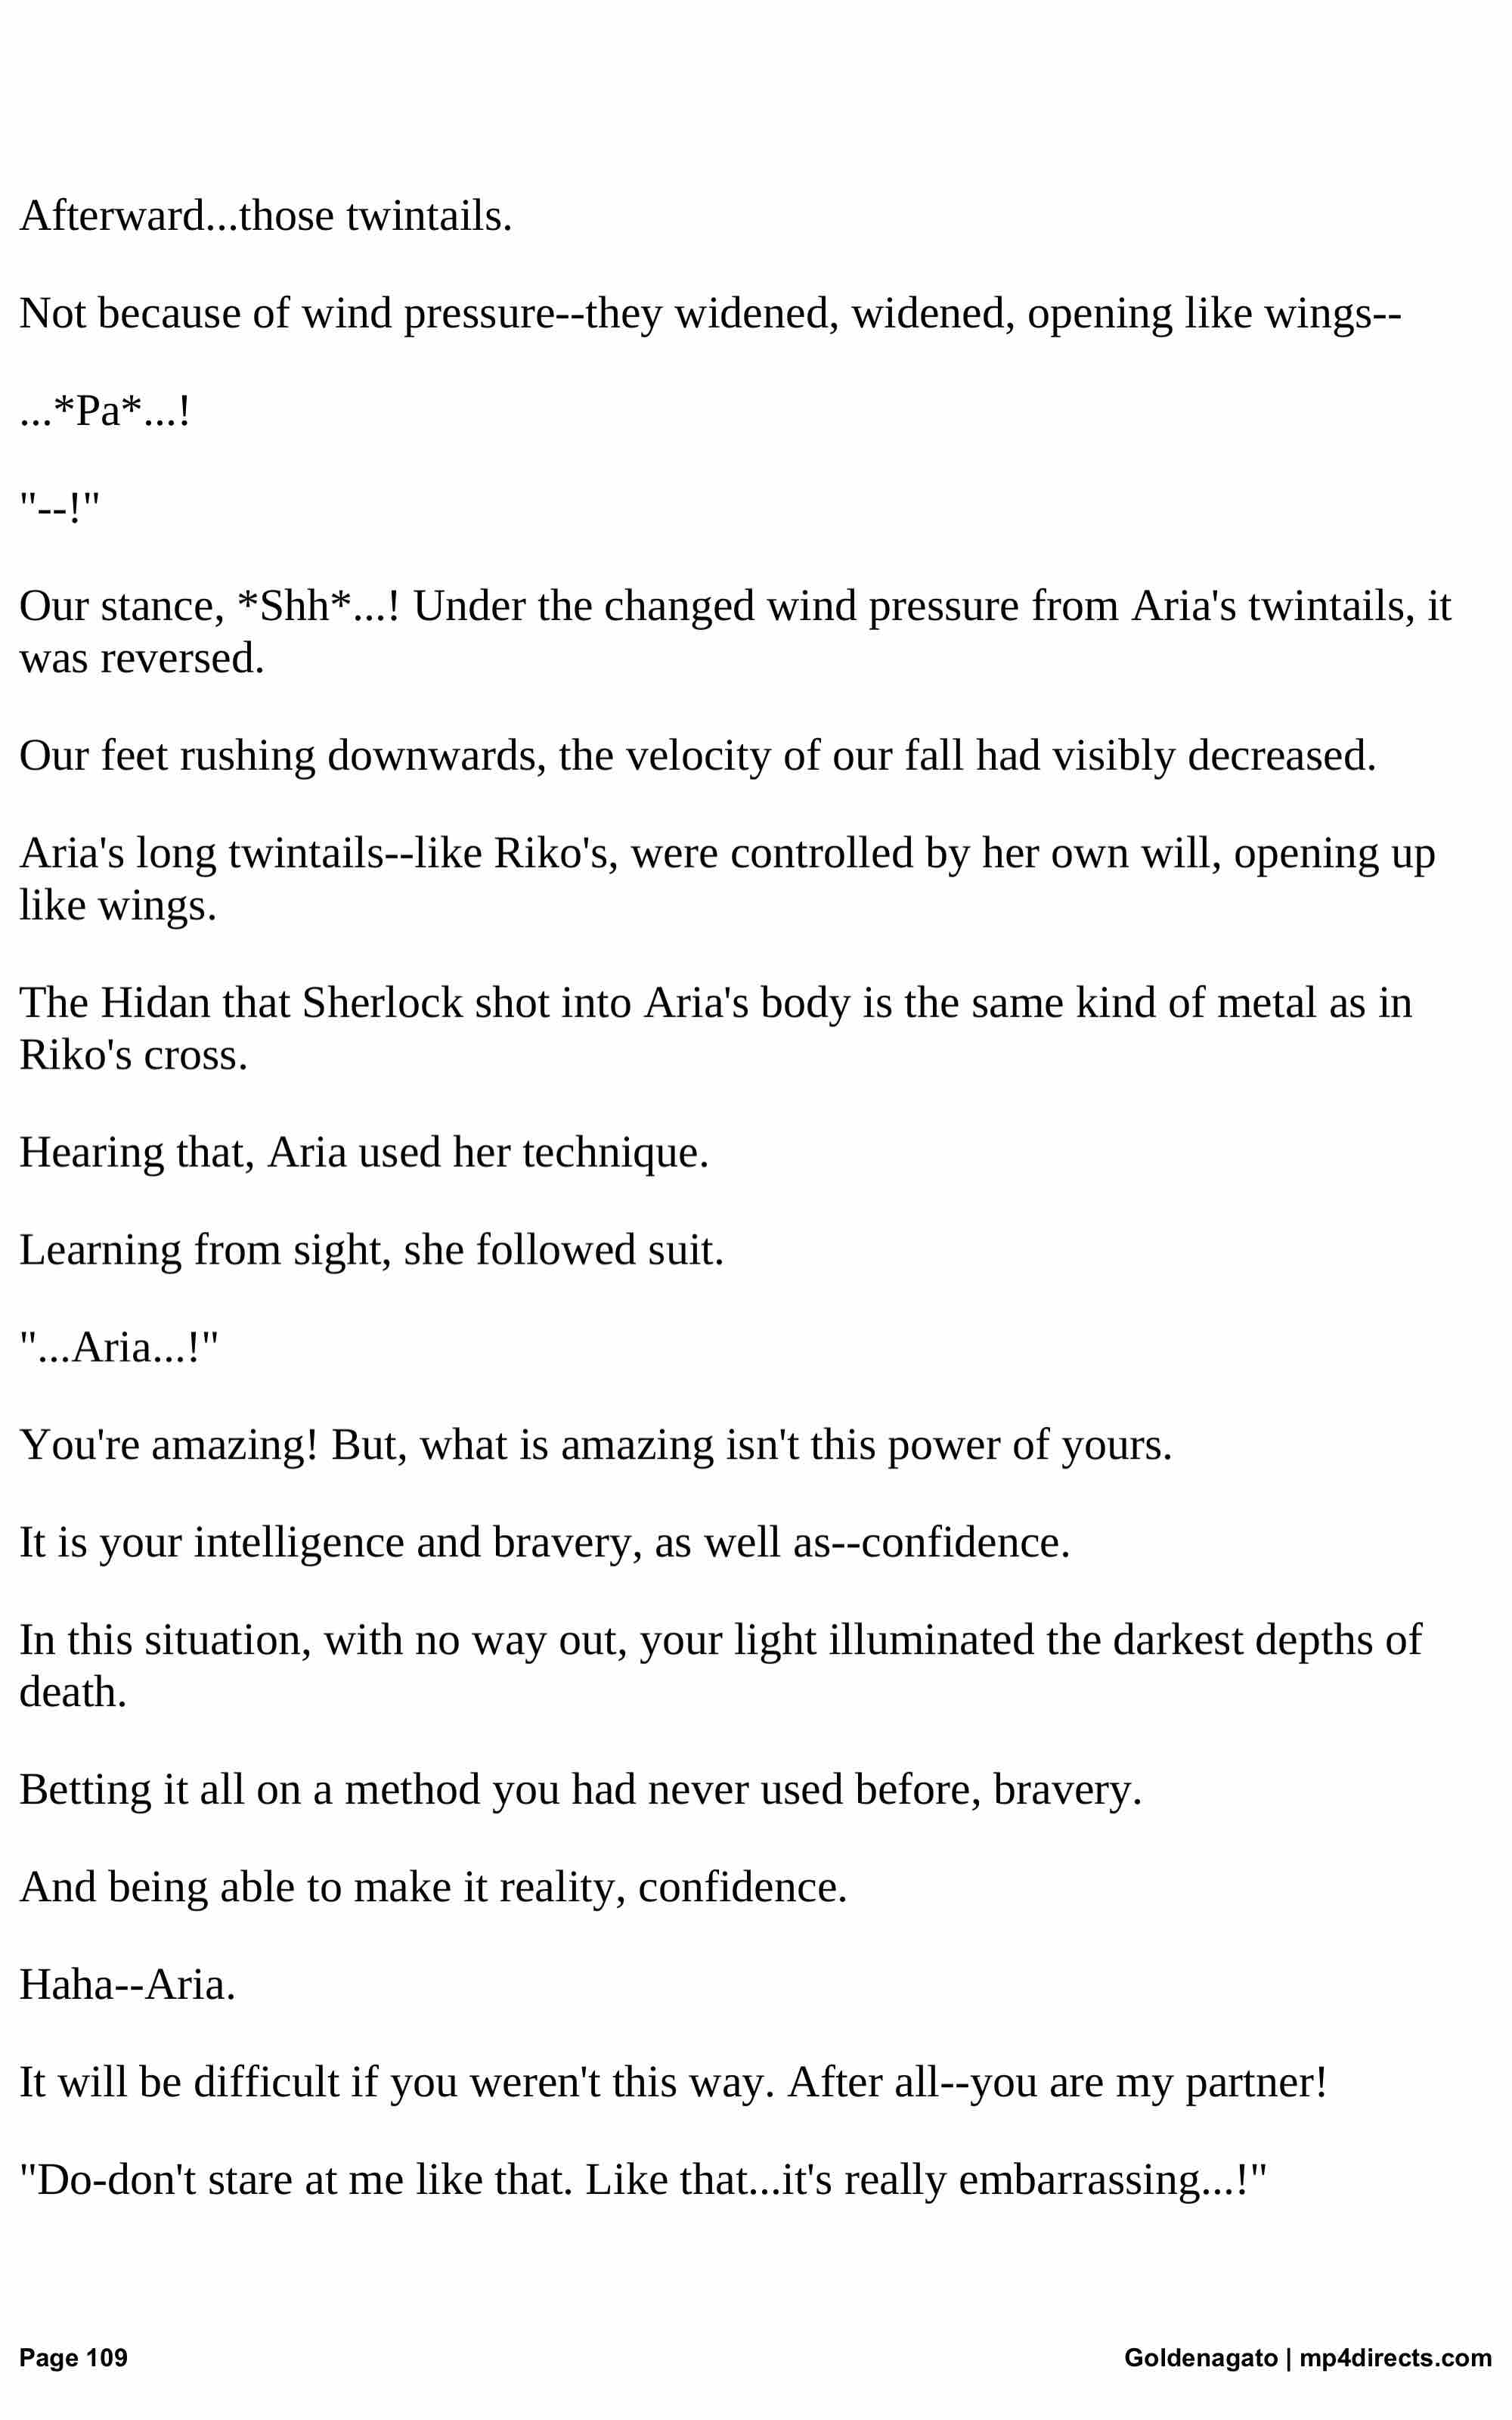 Afterward...those twintails.
Not because of wind pressure--they widened, widened, opening like wings--
...*Pa*...!
"--!"
Our stance, *Shh*...! Under the changed wind pressure from Aria's twintails, it
was reversed.
Our feet rushing downwards, the velocity of our fall had visibly decreased.
Aria's long twintails--like Riko's, were controlled by her own will, opening up
like wings.
The Hidan that Sherlock shot into Aria's body is the same kind of metal as in
Riko's cross.
Hearing that, Aria used her technique.
Learning from sight, she followed suit.
"...Aria...!"
You're amazing! But, what is amazing isn't this power of yours.
It is your intelligence and bravery, as well as--confidence.
In this situation, with no way out, your light illuminated the darkest depths of
death.
Betting it all on a method you had never used before, bravery.
And being able to make it reality, confidence.
Haha--Aria.
It will be difficult if you weren't this way. After all--you are my partner!
"Do-don't stare at me like that. Like that...it's really embarrassing...!"
Page 109
Goldenagato | mp4directs.com